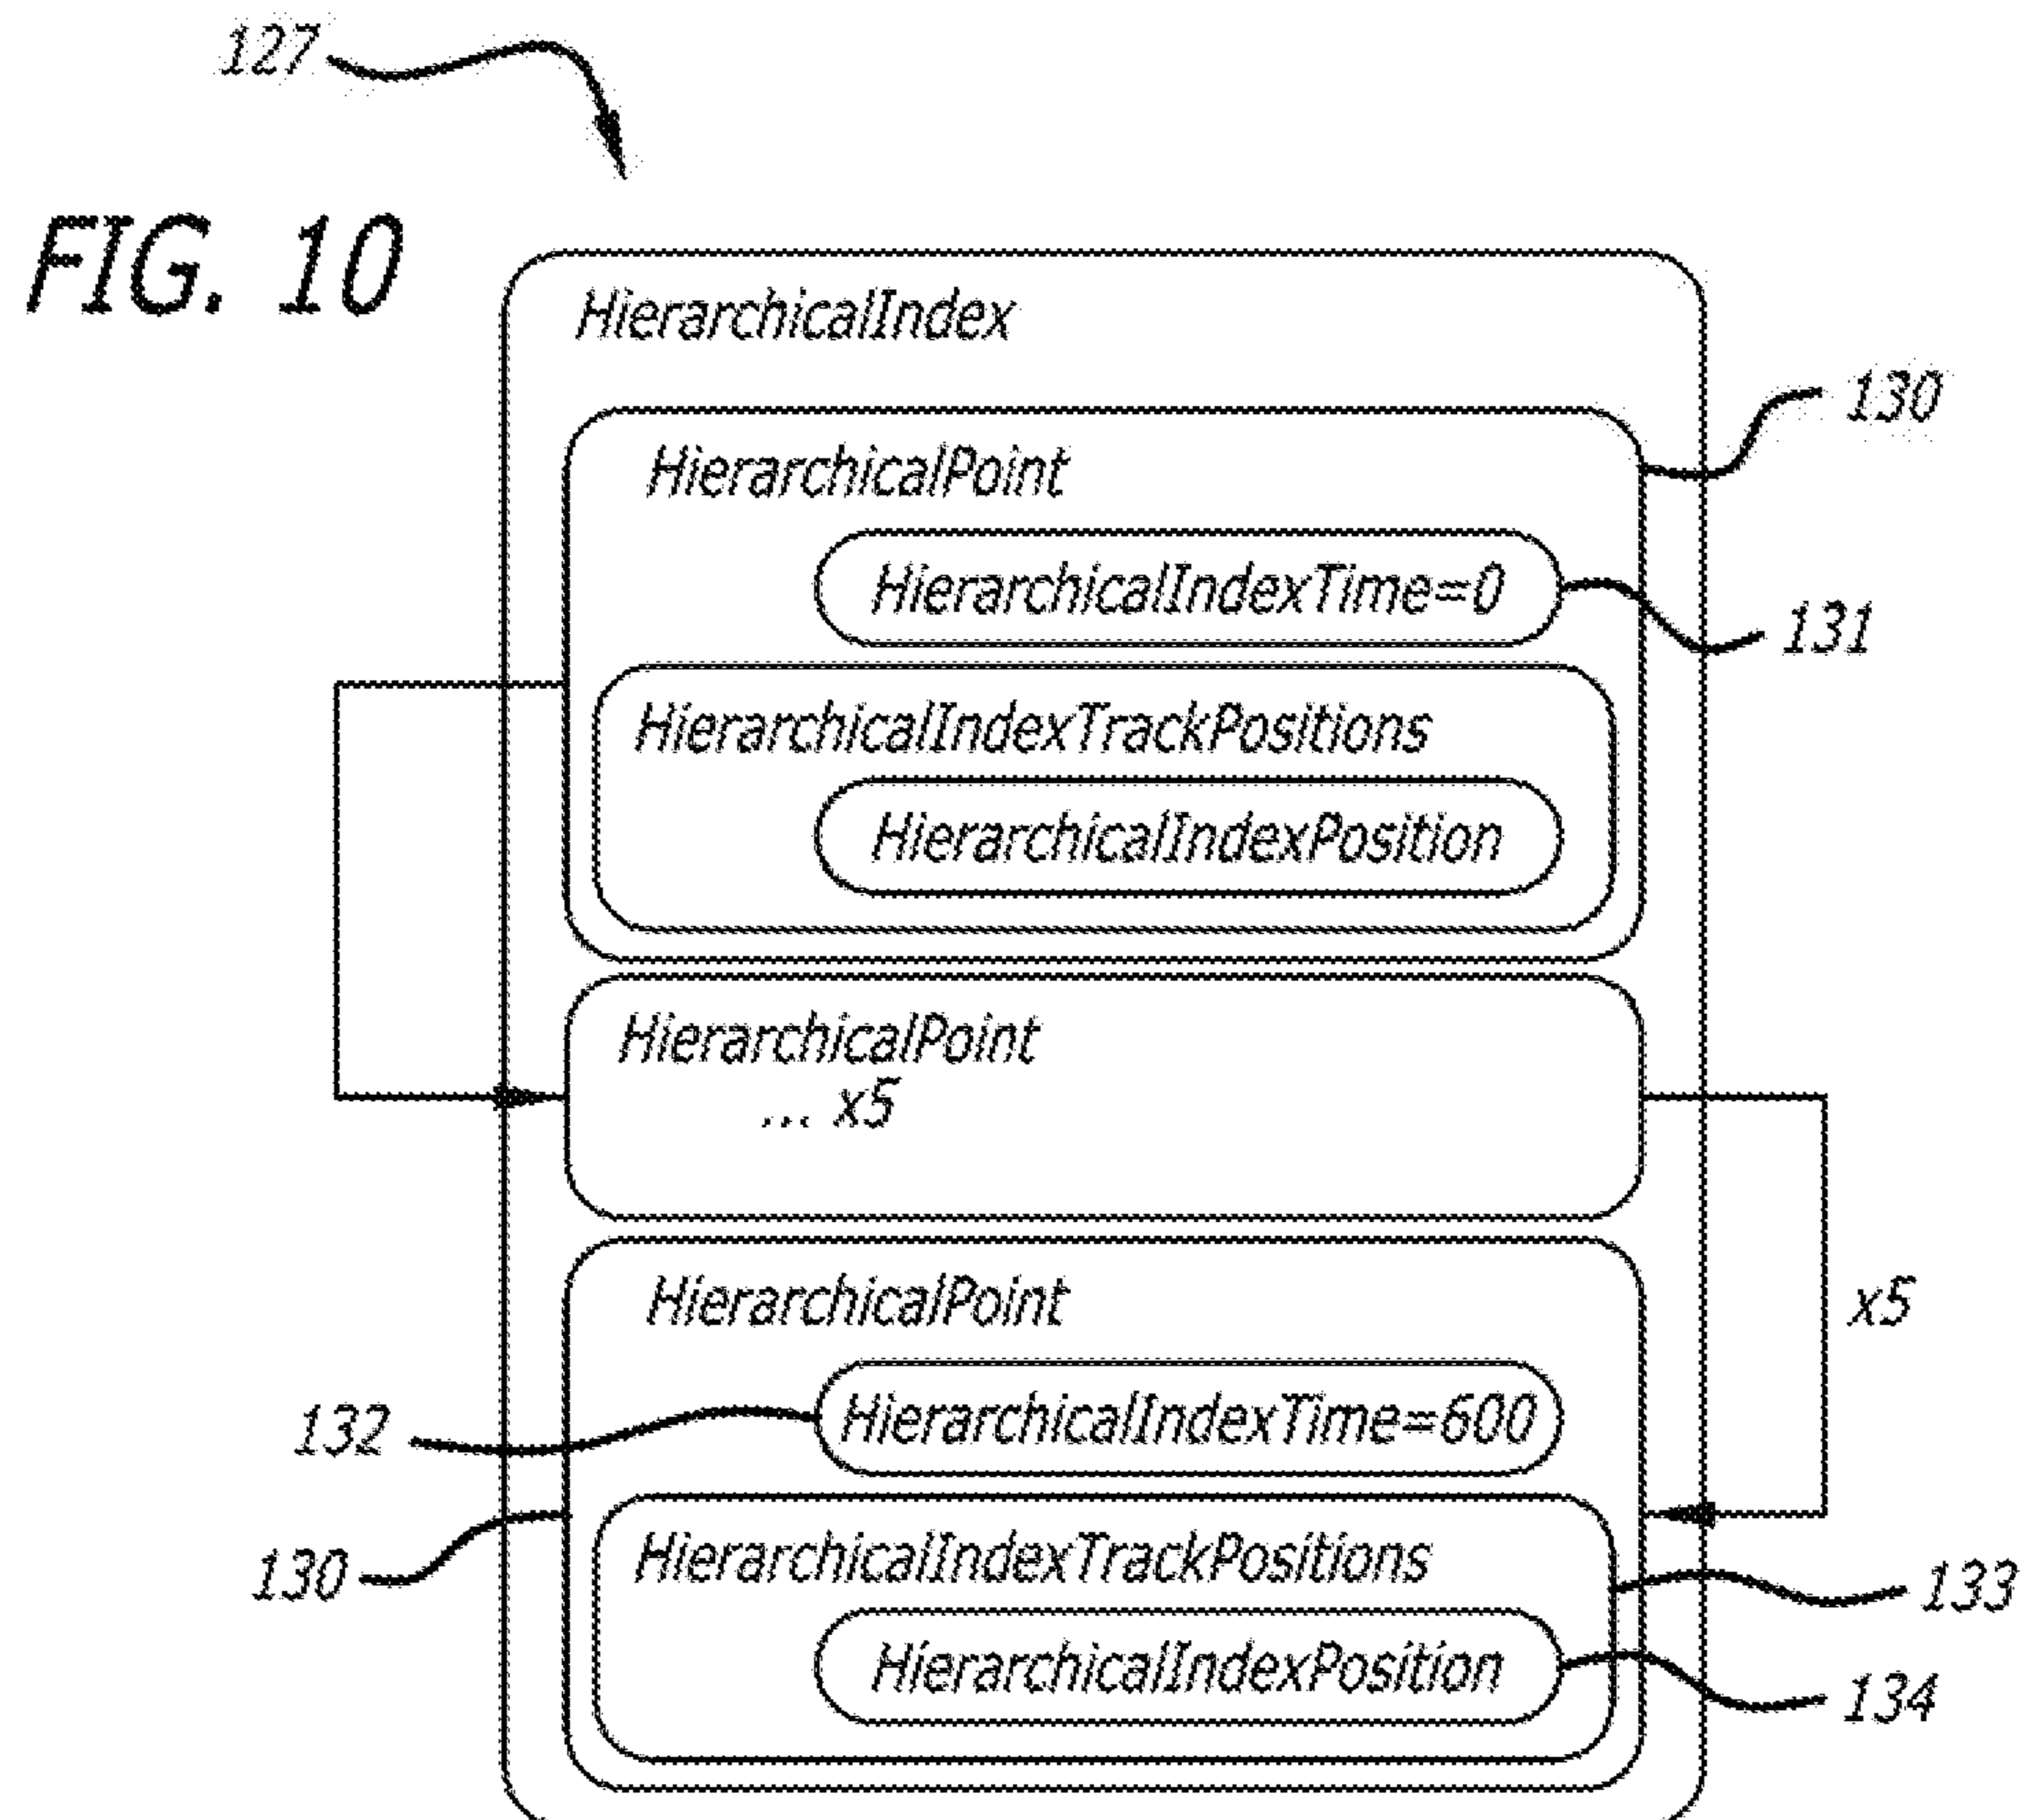 127
FIG. 10
HierarchicalIndex
130
HierarchicalPoint
HierarchicalIndexTime=0
131
HierarchicalIndexTrackPositions
HierarchicalIndexPosition
HierarchicalPoint
... x5
HierarchicalPoint
x5
132
HierarchicalIndexTime=600
130
HierarchicalIndexTrackPositions
133
HierarchicalIndexPosition
134